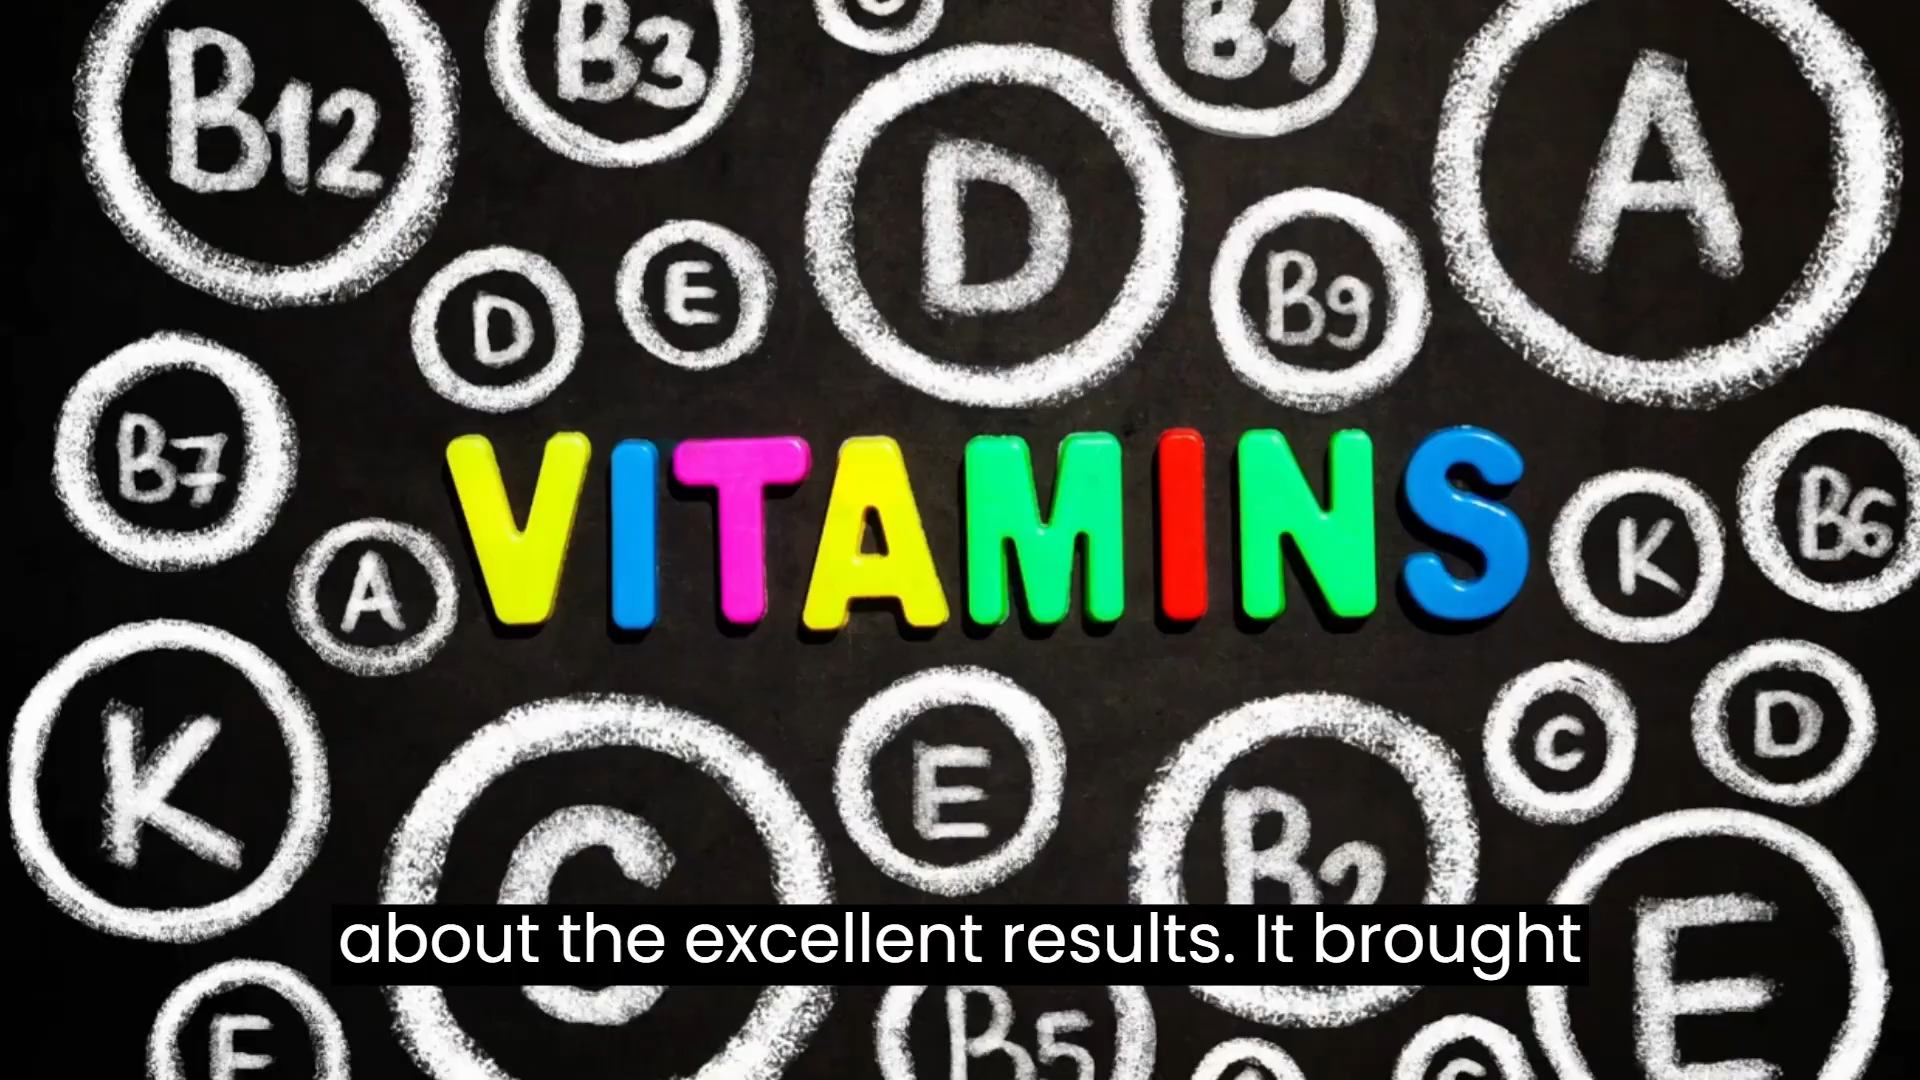 B12
B3
B1
A
D
D
E
B9
B7
VITAMINS
A
K
B6
K
C
E
B2
C
D
E
about the excellent results. It brought
B5